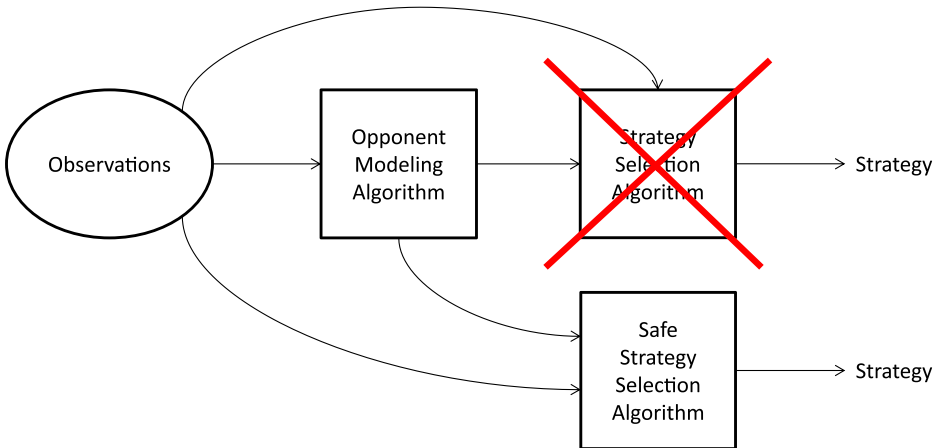 Observations
Opponent
Modeling
Algorithm
Strategy
Selection
Algorithm
Strategy
Safe
Strategy
Selection
Algorithm
Strategy